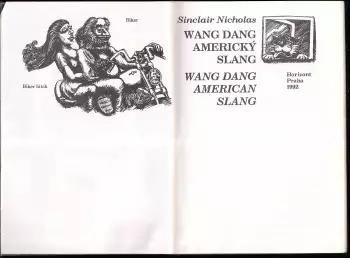 Biker
Biker bitch
Sinclair Nicholas
WANG DANG
AMERICKÝ
SLANG
WANG DANG
AMERICAN
SLANG
Horizont
Praha
1992